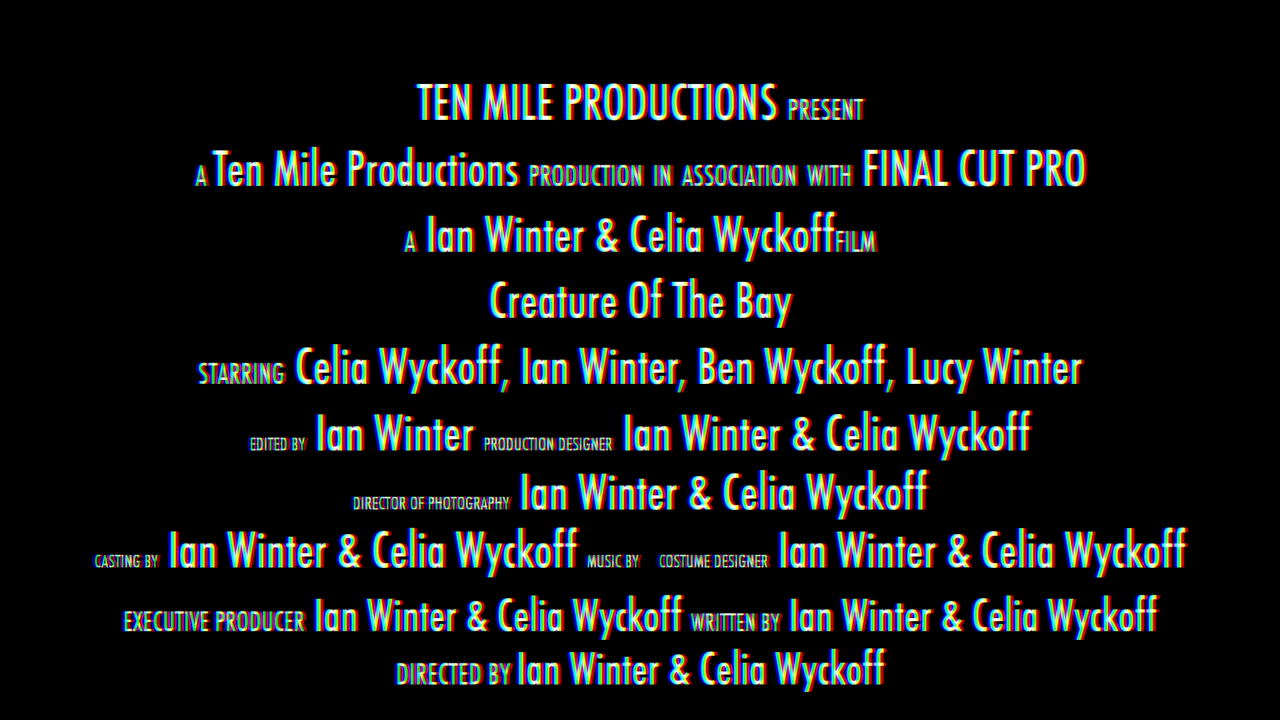 TEN MILE PRODUCTIONS PRESENT
A Ten Mile Productions PRODUCTION IN ASSOCIATION WITH FINAL CUT PRO
A Ian Winter & Celia Wyckoff FILM
Creature Of The Bay
STARRING Celia Wyckoff, Ian Winter, Ben Wyckoff, Lucy Winter
EDITED BY Ian Winter PRODUCTION DESIGNER Ian Winter & Celia Wyckoff
DIRECTOR OF PHOTOGRAPHY Ian Winter & Celia Wyckoff
CASTING BY Ian Winter & Celia Wyckoff MUSIC BY COSTUME DESIGNER Ian Winter & Celia Wyckoff
EXECUTIVE PRODUCER Ian Winter & Celia Wyckoff WRITTEN BY Ian Winter & Celia Wyckoff
DIRECTED BY Ian Winter & Celia Wyckoff